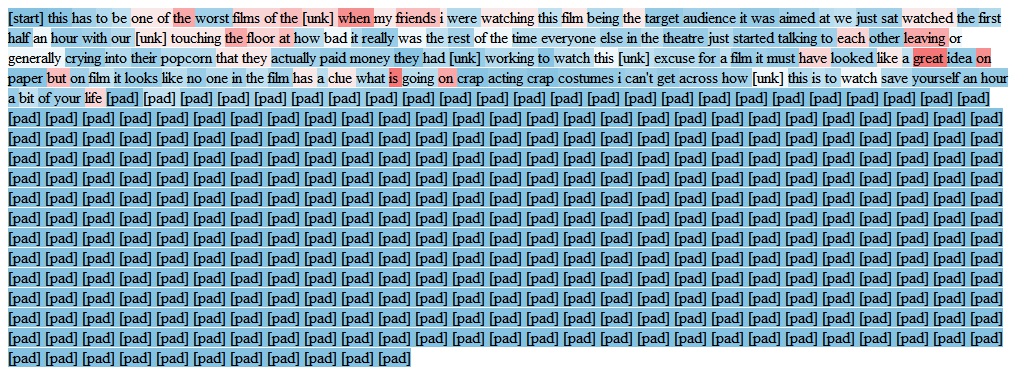 [start] this has to be one of the worst films of the [unk] when my friends i were watching this film being the target audience it was aimed at we just sat watched the first
half an hour with our [unk] touching the floor at how bad it really was the rest of the time everyone else in the theatre just started talking to each other leaving or
generally crying into their popcorn that they actually paid money they had [unk] working to watch this [unk] excuse for a film it must have looked like a great idea on
paper but on film it looks like no one in the film has a clue what is going on crap acting crap costumes i can't get across how [unk] this is to watch save yourself an hour
a bit of your life [pad] [pad] [pad] [pad] [pad] [pad] [pad] [pad] [pad] [pad] [pad] [pad] [pad] [pad] [pad] [pad] [pad] [pad] [pad] [pad] [pad] [pad] [pad] [pad]
[pad] [pad] [pad] [pad] [pad] [pad] [pad] [pad] [pad] [pad] [pad] [pad] [pad] [pad] [pad] [pad] [pad] [pad] [pad] [pad] [pad] [pad] [pad] [pad] [pad] [pad] [pad]
[pad] [pad] [pad] [pad] [pad] [pad] [pad] [pad] [pad] [pad] [pad] [pad] [pad] [pad] [pad] [pad] [pad] [pad] [pad] [pad] [pad] [pad] [pad] [pad] [pad] [pad] [pad]
[pad] [pad] [pad] [pad] [pad] [pad] [pad] [pad] [pad] [pad] [pad] [pad] [pad] [pad] [pad] [pad] [pad] [pad] [pad] [pad] [pad] [pad] [pad] [pad] [pad] [pad] [pad]
[pad] [pad] [pad] [pad] [pad] [pad] [pad] [pad] [pad] [pad] [pad] [pad] [pad] [pad] [pad] [pad] [pad] [pad] [pad] [pad] [pad] [pad] [pad] [pad] [pad] [pad] [pad]
[pad] [pad] [pad] [pad] [pad] [pad] [pad] [pad] [pad] [pad] [pad] [pad] [pad] [pad] [pad] [pad] [pad] [pad] [pad] [pad] [pad] [pad] [pad] [pad] [pad] [pad] [pad]
[pad] [pad] [pad] [pad] [pad] [pad] [pad] [pad] [pad] [pad] [pad] [pad] [pad] [pad] [pad] [pad] [pad] [pad] [pad] [pad] [pad] [pad] [pad] [pad] [pad] [pad] [pad]
[pad] [pad] [pad] [pad] [pad] [pad] [pad] [pad] [pad] [pad] [pad] [pad] [pad] [pad] [pad] [pad] [pad] [pad] [pad] [pad] [pad] [pad] [pad] [pad] [pad] [pad] [pad]
[pad] [pad] [pad] [pad] [pad] [pad] [pad] [pad] [pad] [pad] [pad] [pad] [pad] [pad] [pad] [pad] [pad] [pad] [pad] [pad] [pad] [pad] [pad] [pad] [pad] [pad] [pad]
[pad] [pad] [pad] [pad] [pad] [pad] [pad] [pad] [pad] [pad] [pad] [pad] [pad] [pad] [pad] [pad] [pad] [pad] [pad] [pad] [pad] [pad] [pad] [pad] [pad] [pad] [pad]
[pad] [pad] [pad] [pad] [pad] [pad] [pad] [pad] [pad] [pad] [pad] [pad] [pad] [pad] [pad] [pad] [pad] [pad] [pad] [pad] [pad] [pad] [pad] [pad] [pad] [pad] [pad]
[pad] [pad] [pad] [pad] [pad] [pad] [pad] [pad] [pad] [pad] [pad] [pad] [pad] [pad] [pad] [pad] [pad] [pad] [pad] [pad] [pad] [pad] [pad] [pad] [pad] [pad] [pad]
[pad] [pad] [pad] [pad] [pad] [pad] [pad] [pad] [pad] [pad] [pad] [pad] [pad] [pad] [pad] [pad] [pad] [pad] [pad] [pad] [pad] [pad] [pad] [pad] [pad] [pad] [pad]
[pad] [pad] [pad] [pad] [pad] [pad] [pad] [pad] [pad] [pad] [pad]